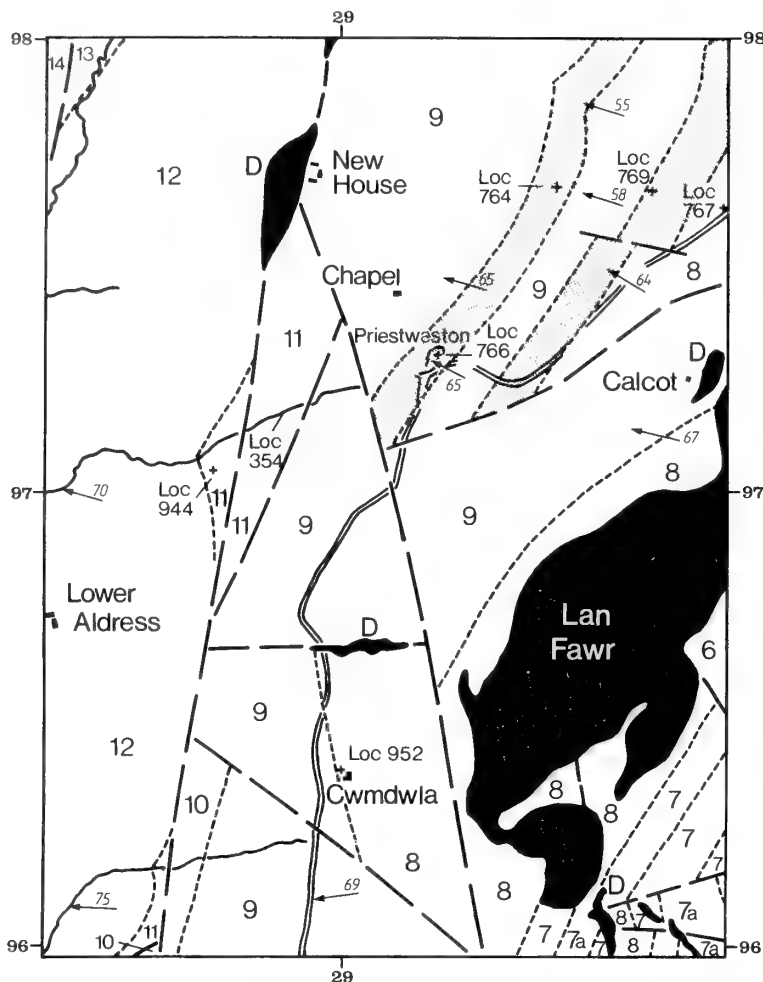 29
98
98
13
14
9
D
New
House
12
55
Loc
764
Loc
769
58
Loc
767
Chapel
65
64
8
9
11
Priestweston
Loc
766
65
D
Calcot
Loc
354
67
8
97
70
Loc
944
11
11
9
9
97
Lower
Aldress
D
Lan
Fawr
6
9
12
Loc 952
Cwmdwla
10
8
8
7
7
7
8
8
69
9
75
D
7a
8
7
10
11
7
7a
7
8
7a
96
96
29